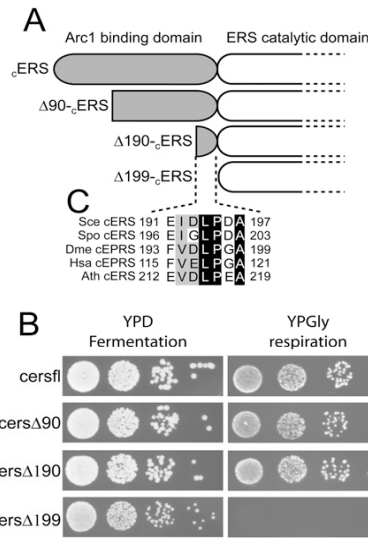 A
Arc1 binding domain ERS catalytic domain
cERS
Δ90-cERS
Δ190-cERS
Δ199-cERS
C
Sce cERS 191 E I D L P D A 197
Spo cERS 196 E I G L P D A 203
Dme cEPRS 193 F V D L P G A 199
Hsa cEPRS 115 F V E L P G A 121
Ath cERS 212 E V D L P E A 219
B
YPD YPGly
Fermentation respiration
cersfl
cersΔ90
ersΔ190
ersΔ199